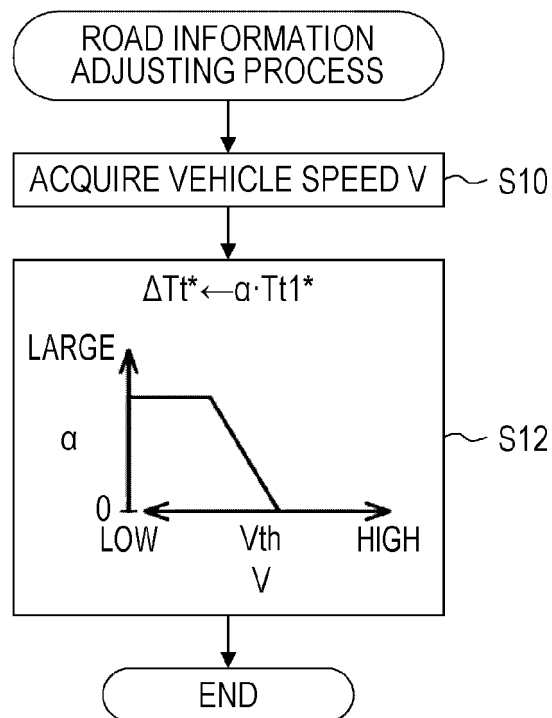 ROAD INFORMATION
ADJUSTING PROCESS
ACQUIRE VEHICLE SPEED V
S10
ΔTt*←α·Tt1*
LARGE
α
S12
0
LOW
Vth
HIGH
V
END